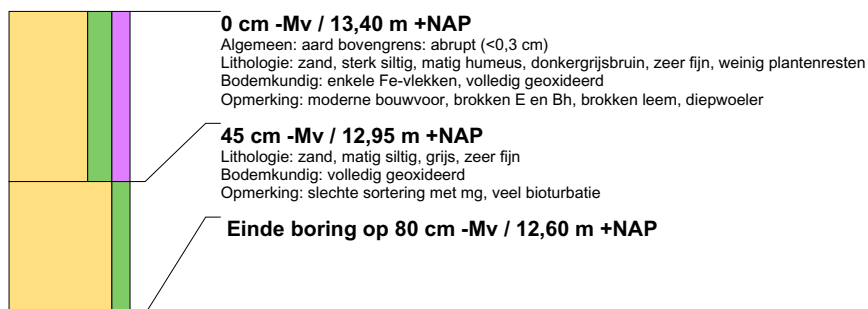 0 cm -Mv / 13,40 m +NAP
Algemeen: aard bovengrens: abrupt (<0,3 cm)
Lithologie: zand, sterk siltig, matig humeus, donkergrijsbruin, zeer fijn, weinig plantenresten
Bodemkundig: enkele Fe-vlekken, volledig geoxideerd
Opmerking: moderne bouwvoor, brokken E en Bh, brokken leem, diepwoeler
45 cm -Mv / 12,95 m +NAP
Lithologie: zand, matig siltig, grijs, zeer fijn
Bodemkundig: volledig geoxideerd
Opmerking: slechte sortering met mg, veel bioturbatie
Einde boring op 80 cm -Mv / 12,60 m +NAP